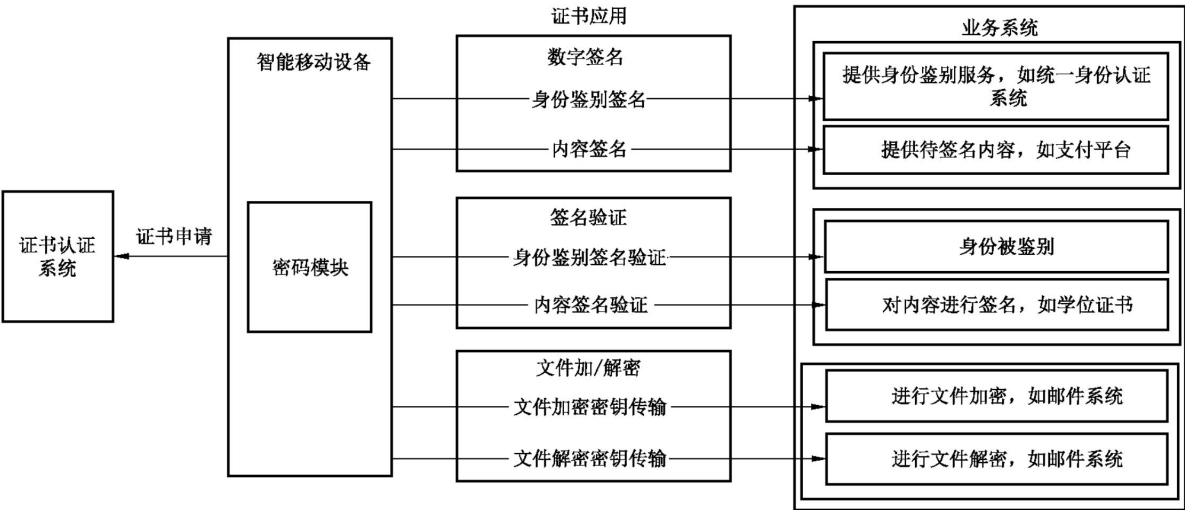 证书应用
业务系统
智能移动设备
数字签名
提供身份鉴别服务，如统一身份认证
系统
身份鉴别签名
内容签名
提供待签名内容，如支付平台
证书认证
系统
证书申请
密码模块
签名验证
身份鉴别签名验证
身份被鉴别
内容签名验证
对内容进行签名，如学位证书
文件加/解密
文件加密密钥传输
进行文件加密，如邮件系统
文件解密密钥传输
进行文件解密，如邮件系统